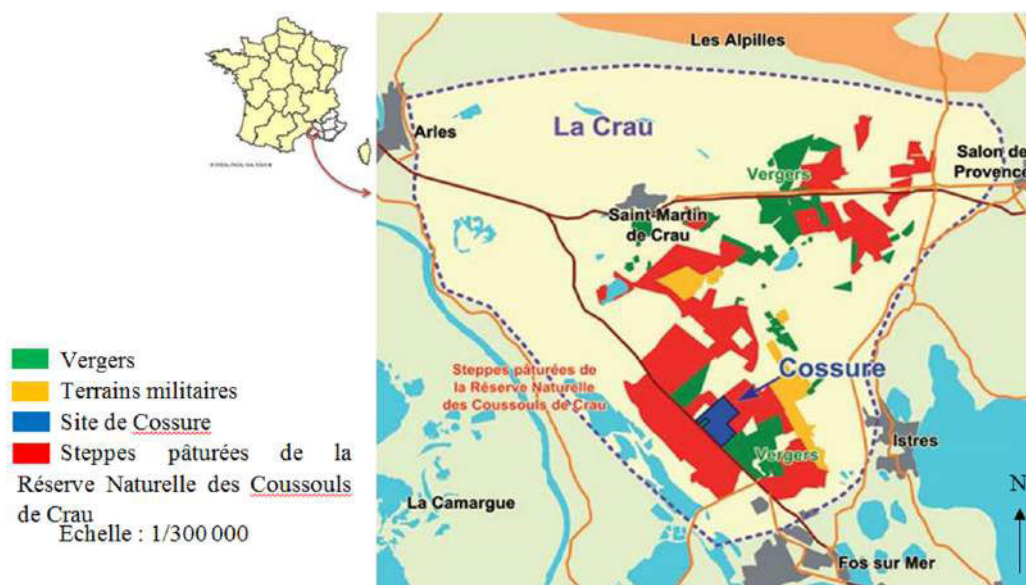 Les Alpilles
Arles
La Crau
Vergers
Salon de
Provence
Saint-Martin
de Crau
Steppes pâturées de
la Réserve Naturelle
des Coussouls de Crau
Cossure
Vergers
Istres
La Camargue
Fos sur Mer
N
Vergers
Terrains militaires
Site de Cossure
Steppes pâturées de la
Réserve Naturelle des Coussouls
de Crau
Echelle : 1/300 000